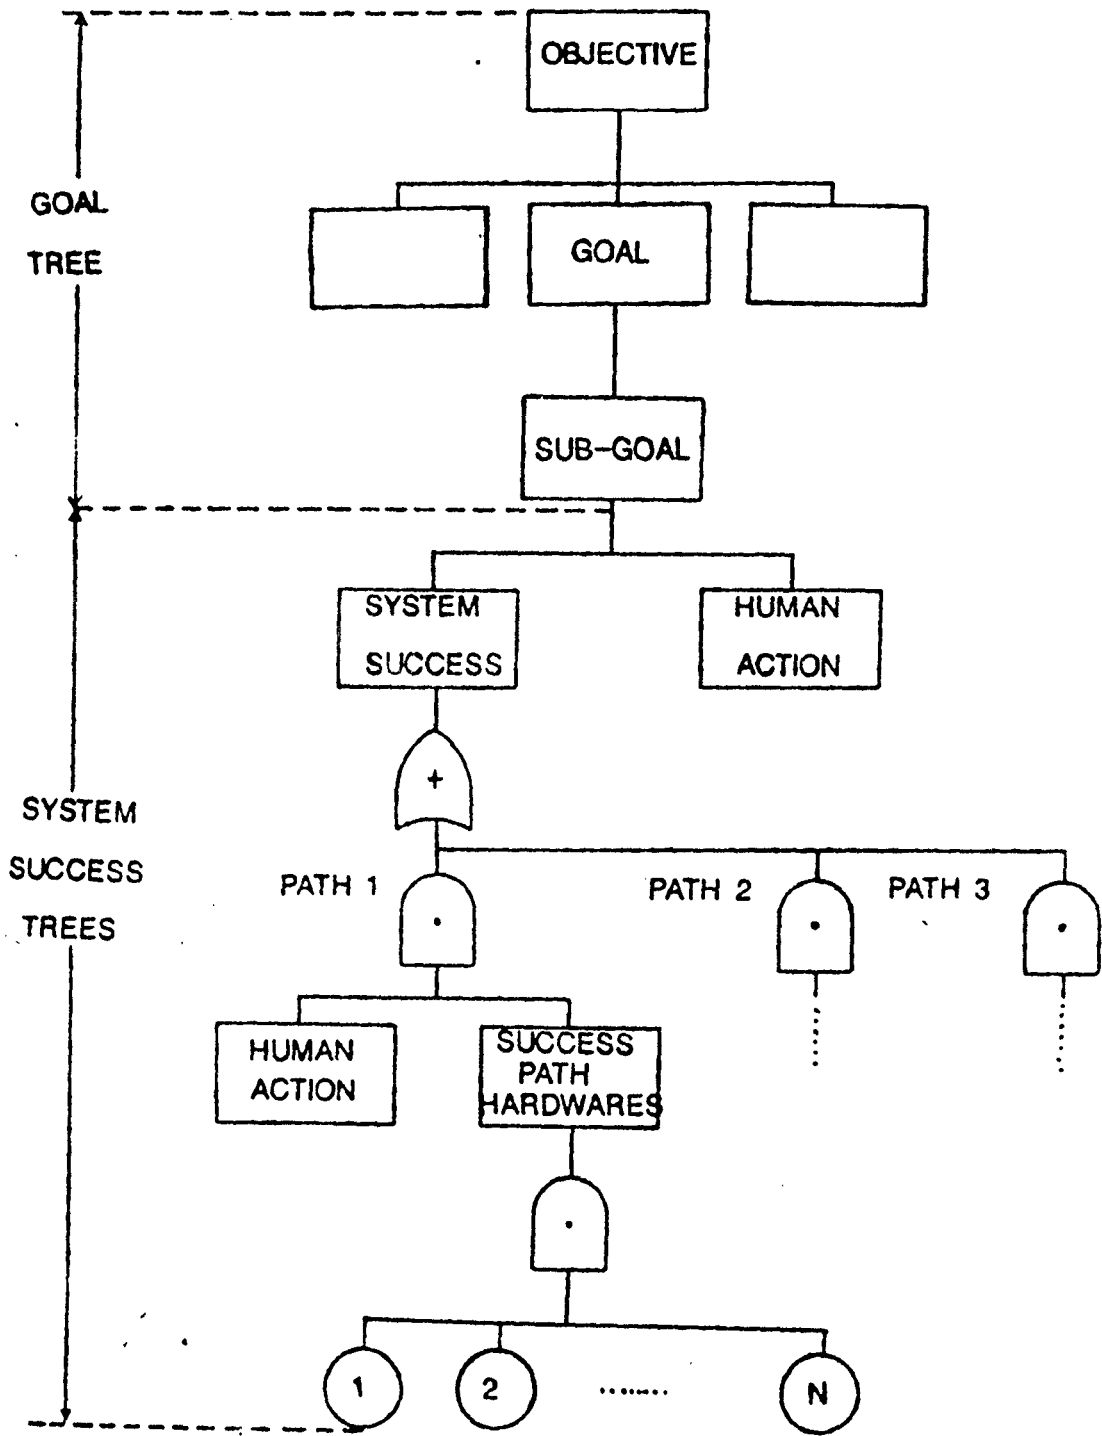 OBJECTIVE
GOAL
TREE
GOAL
SUB-GOAL
SYSTEM
SUCCESS
HUMAN
ACTION
+
SYSTEM
SUCCESS
TREES
PATH 1
PATH 2
PATH 3
HUMAN
ACTION
SUCCESS
PATH
HARDWARES
1
2
........
N